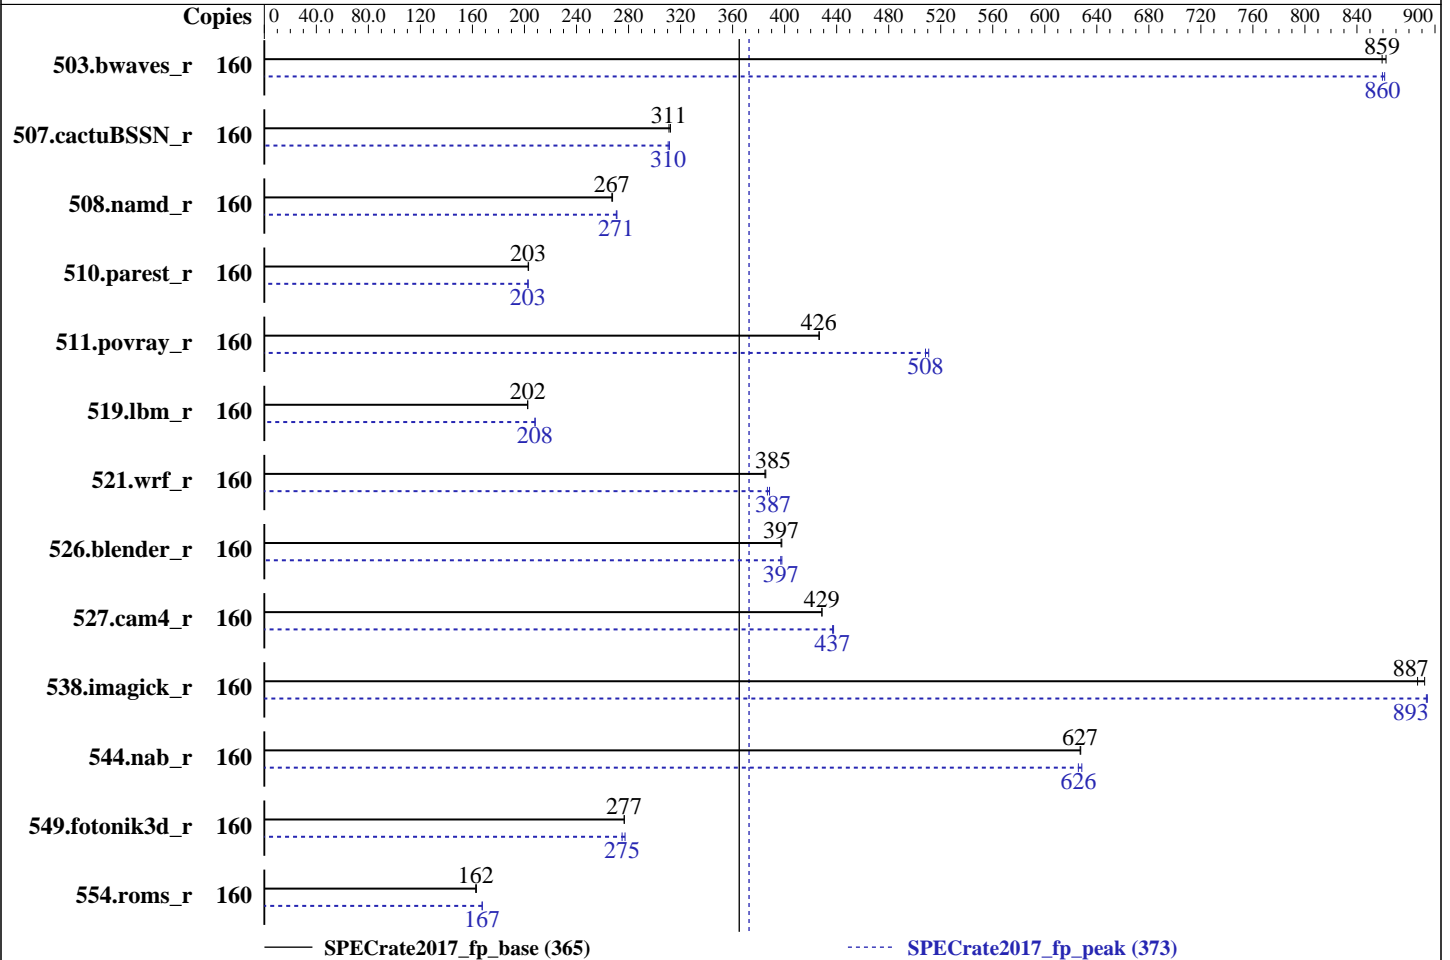 Copies 0 40.0 80.0 120 160 200 240 280 320 360 400 440 480 520 560 600 640 680 720 760 800 840 900
859
503.bwaves_r 160
860
311
507.cactuBSSN_r 160
310
267
508.namd_r 160
271
203
510.parest_r 160
203
426
511.povray_r 160
508
202
519.lbm_r 160
208
385
521.wrf_r 160
387
397
526.blender_r 160
397
429
527.cam4_r 160
437
887
538.imagick_r 160
893
627
544.nab_r 160
626
277
549.fotonik3d_r 160
275
162
554.roms_r 160
167
SPECrate2017_fp_base (365) SPECrate2017_fp_peak (373)